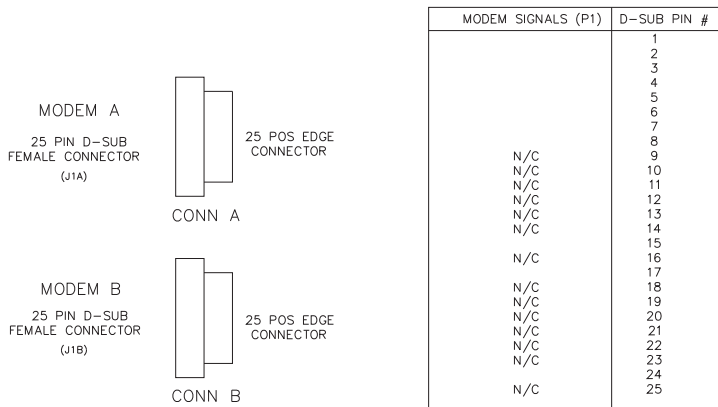 MODEM SIGNALS (P1) D-SUB PIN #
1
2
3
4
5
6
7
8
N/C 9
N/C 10
N/C 11
N/C 12
N/C 13
N/C 14
15
N/C 16
17
N/C 18
N/C 19
N/C 20
N/C 21
N/C 22
N/C 23
24
N/C 25
MODEM A
25 PIN D-SUB
FEMALE CONNECTOR
(J1A)
25 POS EDGE
CONNECTOR
CONN A
MODEM B
25 PIN D-SUB
FEMALE CONNECTOR
(J1B)
25 POS EDGE
CONNECTOR
CONN B